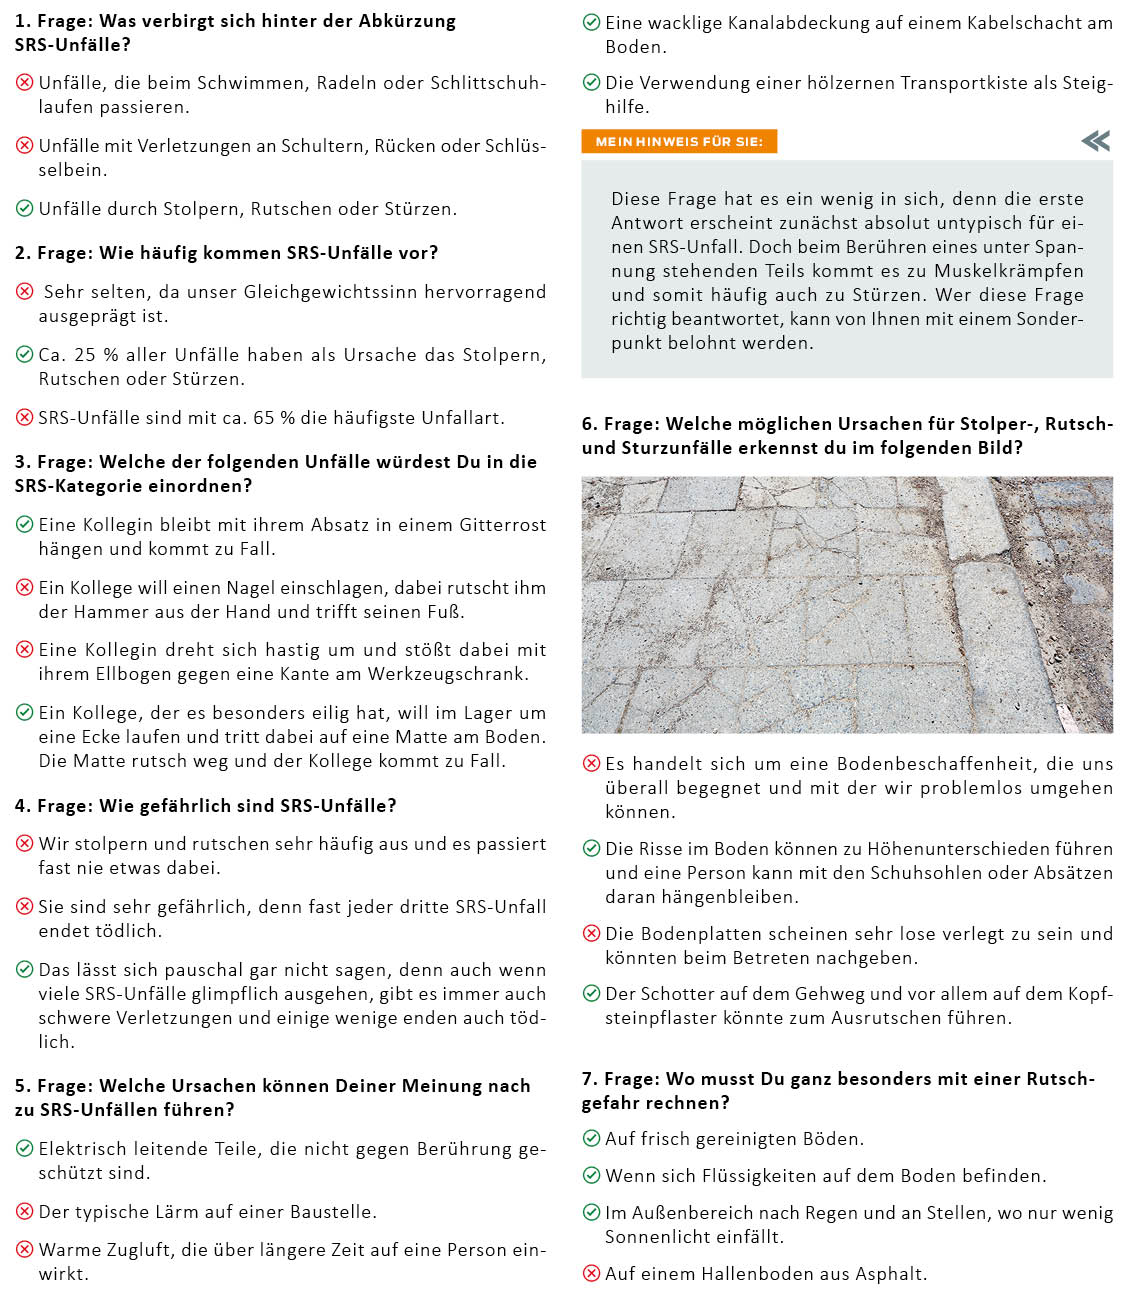 1. Frage: Was verbirgt sich hinter der Abkürzung
SRS-Unfälle?
Unfälle, die beim Schwimmen, Radeln oder Schlittschuh-
laufen passieren.
Unfälle mit Verletzungen an Schultern, Rücken oder Schlüs-
selbein.
Unfälle durch Stolpern, Rutschen oder Stürzen.
2. Frage: Wie häufig kommen SRS-Unfälle vor?
Sehr selten, da unser Gleichgewichtssinn hervorragend
ausgeprägt ist.
Ca. 25 % aller Unfälle haben als Ursache das Stolpern,
Rutschen oder Stürzen.
SRS-Unfälle sind mit ca. 65 % die häufigste Unfallart.
3. Frage: Welche der folgenden Unfälle würdest Du in die
SRS-Kategorie einordnen?
Eine Kollegin bleibt mit ihrem Absatz in einem Gitterrost
hängen und kommt zu Fall.
Ein Kollege will einen Nagel einschlagen, dabei rutscht ihm
der Hammer aus der Hand und trifft seinen Fuß.
Eine Kollegin dreht sich hastig um und stößt dabei mit
ihrem Ellbogen gegen eine Kante am Werkzeugschrank.
Ein Kollege, der es besonders eilig hat, will im Lager um
eine Ecke laufen und tritt dabei auf eine Matte am Boden.
Die Matte rutsch weg und der Kollege kommt zu Fall.
4. Frage: Wie gefährlich sind SRS-Unfälle?
Wir stolpern und rutschen sehr häufig aus und es passiert
fast nie etwas dabei.
Sie sind sehr gefährlich, denn fast jeder dritte SRS-Unfall
endet tödlich.
Das lässt sich pauschal gar nicht sagen, denn auch wenn
viele SRS-Unfälle glimpflich ausgehen, gibt es immer auch
schwere Verletzungen und einige wenige enden auch töd-
lich.
5. Frage: Welche Ursachen können Deiner Meinung nach
zu SRS-Unfällen führen?
Elektrisch leitende Teile, die nicht gegen Berührung ge-
schützt sind.
Der typische Lärm auf einer Baustelle.
Warme Zugluft, die über längere Zeit auf eine Person ein-
wirkt.
Eine wacklige Kanalabdeckung auf einem Kabelschacht am
Boden.
Die Verwendung einer hölzernen Transportkiste als Steig-
hilfe.
MEIN HINWEIS FÜR SIE:
Diese Frage hat es ein wenig in sich, denn die erste
Antwort erscheint zunächst absolut untypisch für ei-
nen SRS-Unfall. Doch beim Berühren eines unter Span-
nung stehenden Teils kommt es zu Muskelkrämpfen
und somit häufig auch zu Stürzen. Wer diese Frage
richtig beantwortet, kann von Ihnen mit einem Sonder-
punkt belohnt werden.
6. Frage: Welche möglichen Ursachen für Stolper-, Rutsch-
und Sturzunfälle erkennst du im folgenden Bild?
Es handelt sich um eine Bodenbeschaffenheit, die uns
überall begegnet und mit der wir problemlos umgehen
können.
Die Risse im Boden können zu Höhenunterschieden führen
und eine Person kann mit den Schuhsohlen oder Absätzen
daran hängenbleiben.
Die Bodenplatten scheinen sehr lose verlegt zu sein und
könnten beim Betreten nachgeben.
Der Schotter auf dem Gehweg und vor allem auf dem Kopf-
steinpflaster könnte zum Ausrutschen führen.
7. Frage: Wo musst Du ganz besonders mit einer Rutsch-
gefahr rechnen?
Auf frisch gereinigten Böden.
Wenn sich Flüssigkeiten auf dem Boden befinden.
Im Außenbereich nach Regen und an Stellen, wo nur wenig
Sonnenlicht einfällt.
Auf einem Hallenboden aus Asphalt.